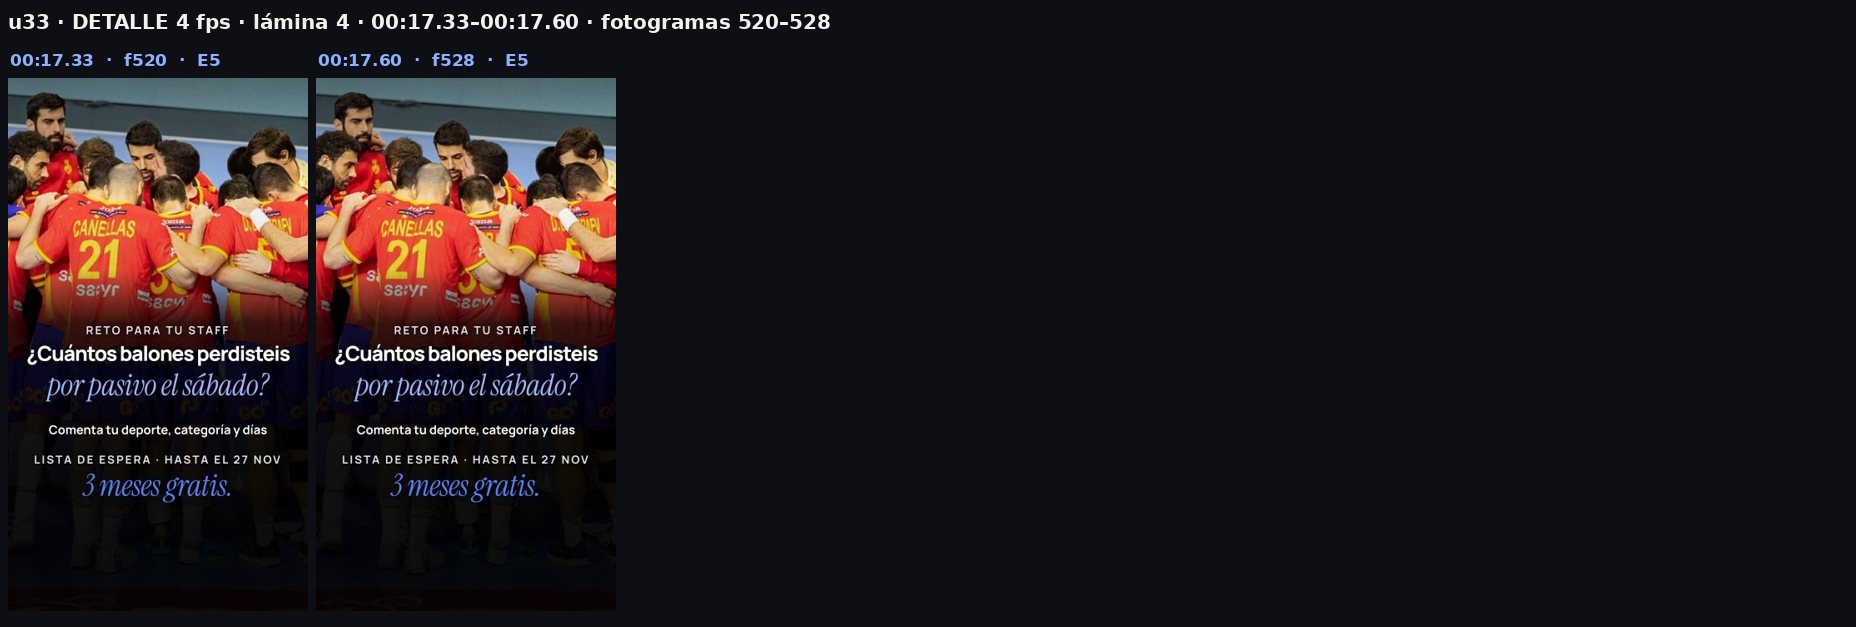 u33 · DETALLE 4 fps · lámina 4 · 00:17.33–00:17.60 · fotogramas 520–528
00:17.33 · f520 · E5
CAÑELLAS
21
sacyr
sacyr
RETO PARA TU STAFF
¿Cuántos balones perdisteis
por pasivo el sábado?
Comenta tu deporte, categoría y días
LISTA DE ESPERA · HASTA EL 27 NOV
3 meses gratis.
00:17.60 · f528 · E5
CAÑELLAS
21
sacyr
sacyr
RETO PARA TU STAFF
¿Cuántos balones perdisteis
por pasivo el sábado?
Comenta tu deporte, categoría y días
LISTA DE ESPERA · HASTA EL 27 NOV
3 meses gratis.